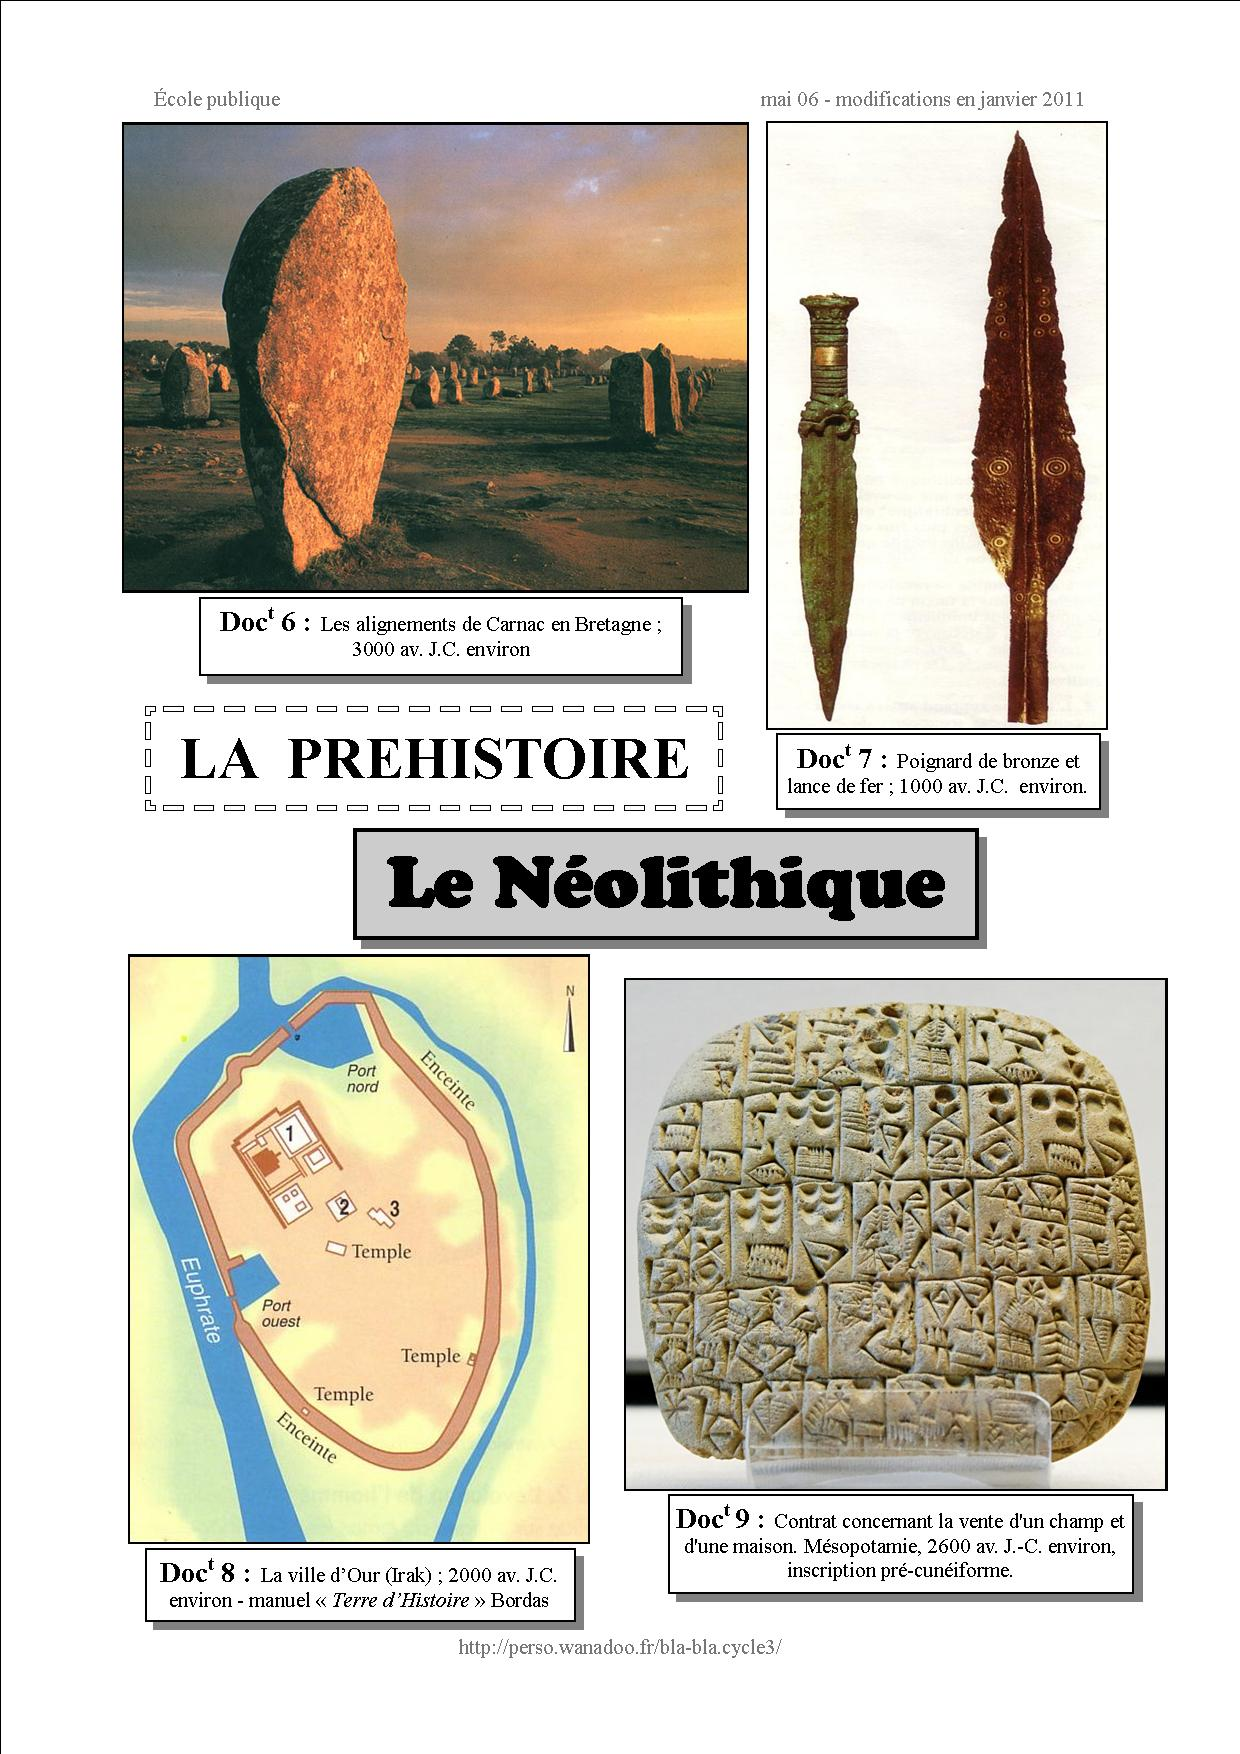 École publique
mai 06 - modifications en janvier 2011
Doct 6 : Les alignements de Carnac en Bretagne ;
3000 av. J.C. environ
Doct 7 : Poignard de bronze et
lance de fer ; 1000 av. J.C. environ.
LA PREHISTOIRE
Le Néolithique
N
Port
nord
Enceinte
1
2
3
Temple
Euphrate
Port
ouest
Temple
Temple
Enceinte
Doct 8 : La ville d'Our (Irak) ; 2000 av. J.C.
environ - manuel « Terre d'Histoire » Bordas
Doct 9 : Contrat concernant la vente d'un champ et
d'une maison. Mésopotamie, 2600 av. J.-C. environ,
inscription pré-cunéiforme.
http://perso.wanadoo.fr/bla-bla.cycle3/